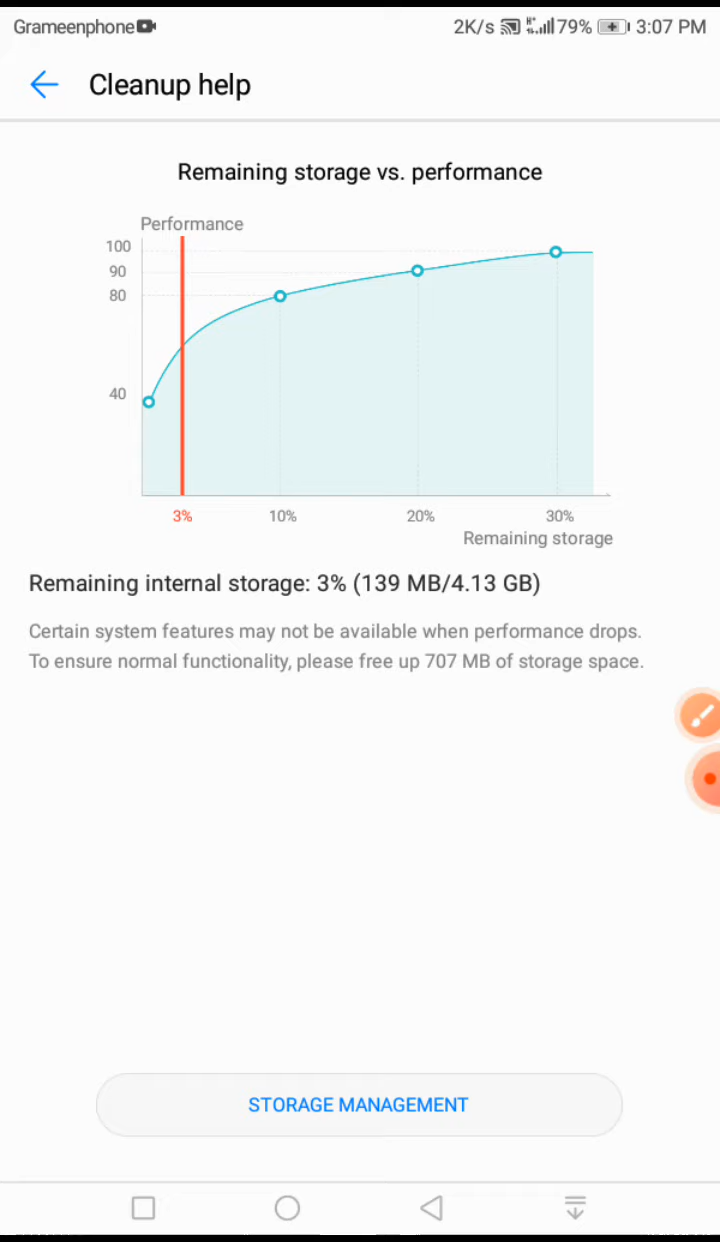 Grameenphone 2K/s 79% 3:07 PM
Cleanup help
Remaining storage vs. performance
Performance
100
90
80
40
3% 10% 20% 30%
Remaining storage
Remaining internal storage: 3% (139 MB/4.13 GB)
Certain system features may not be available when performance drops.
To ensure normal functionality, please free up 707 MB of storage space.
STORAGE MANAGEMENT